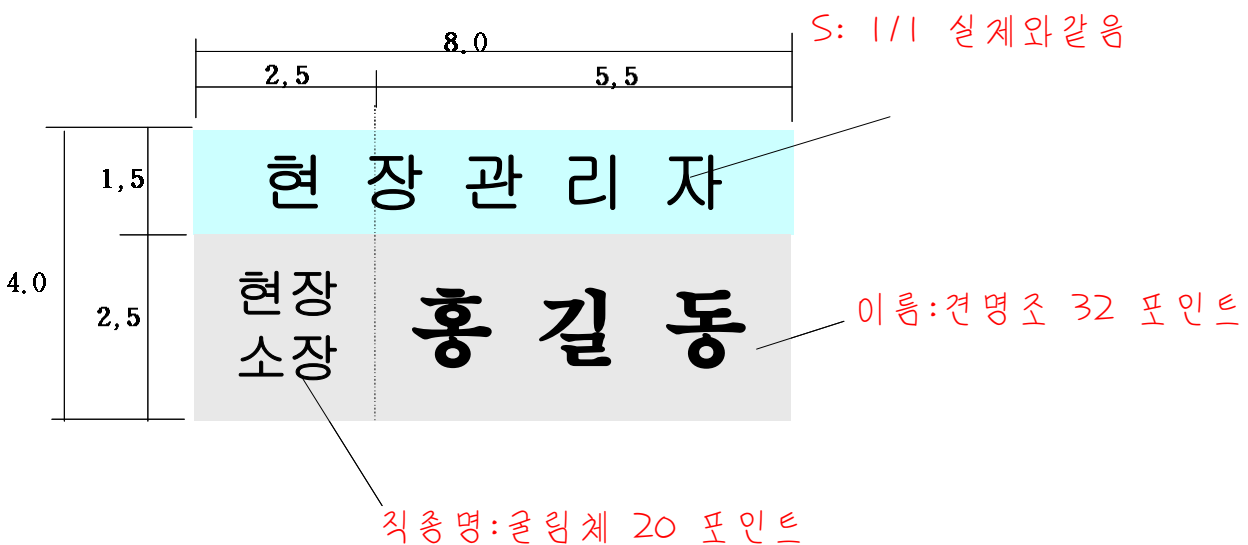 S: 1/1 실제와같음
8.0
2,5 5,5
1,5
현 장 관 리 자
4.0
2,5
현장
소장
홍 길 동
이름:견명조 32 포인트
직종명:굴림체 20 포인트